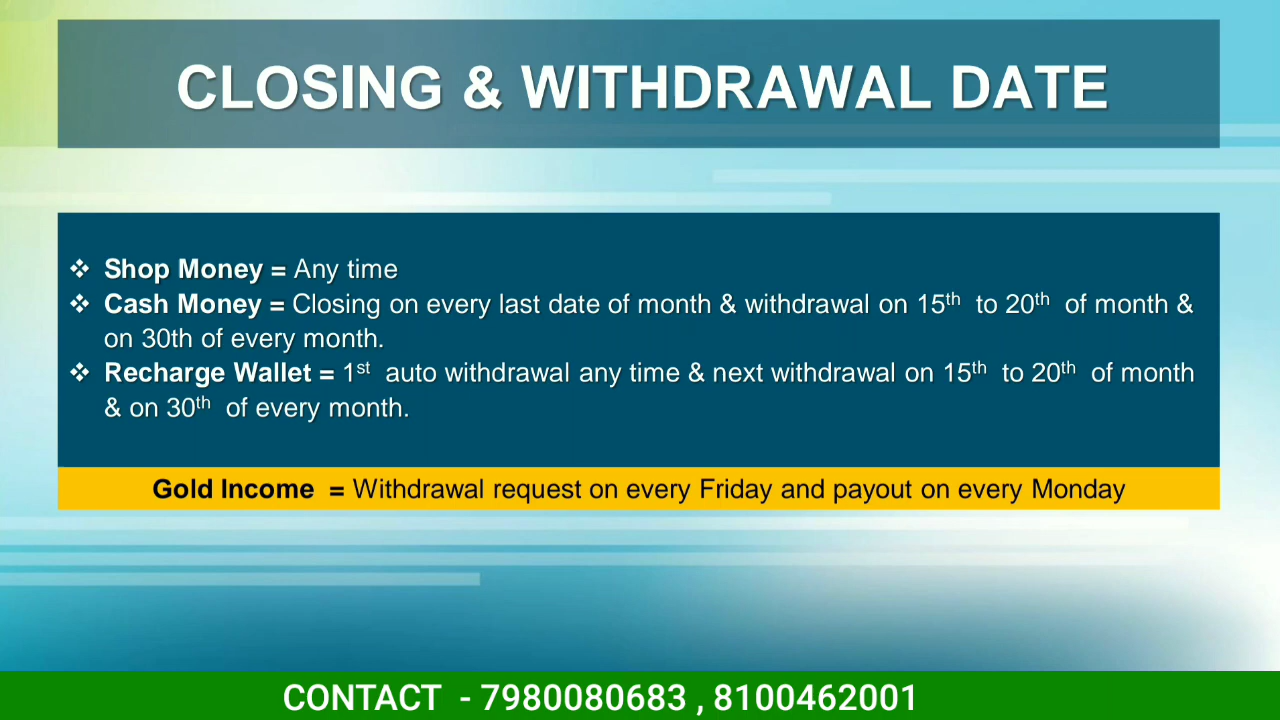 CLOSING & WITHDRAWAL DATE
❖ Shop Money = Any time
❖ Cash Money = Closing on every last date of month & withdrawal on 15th to 20th of month &
on 30th of every month.
❖ Recharge Wallet = 1st auto withdrawal any time & next withdrawal on 15th to 20th of month
& on 30th of every month.
Gold Income = Withdrawal request on every Friday and payout on every Monday
CONTACT - 7980080683 , 8100462001